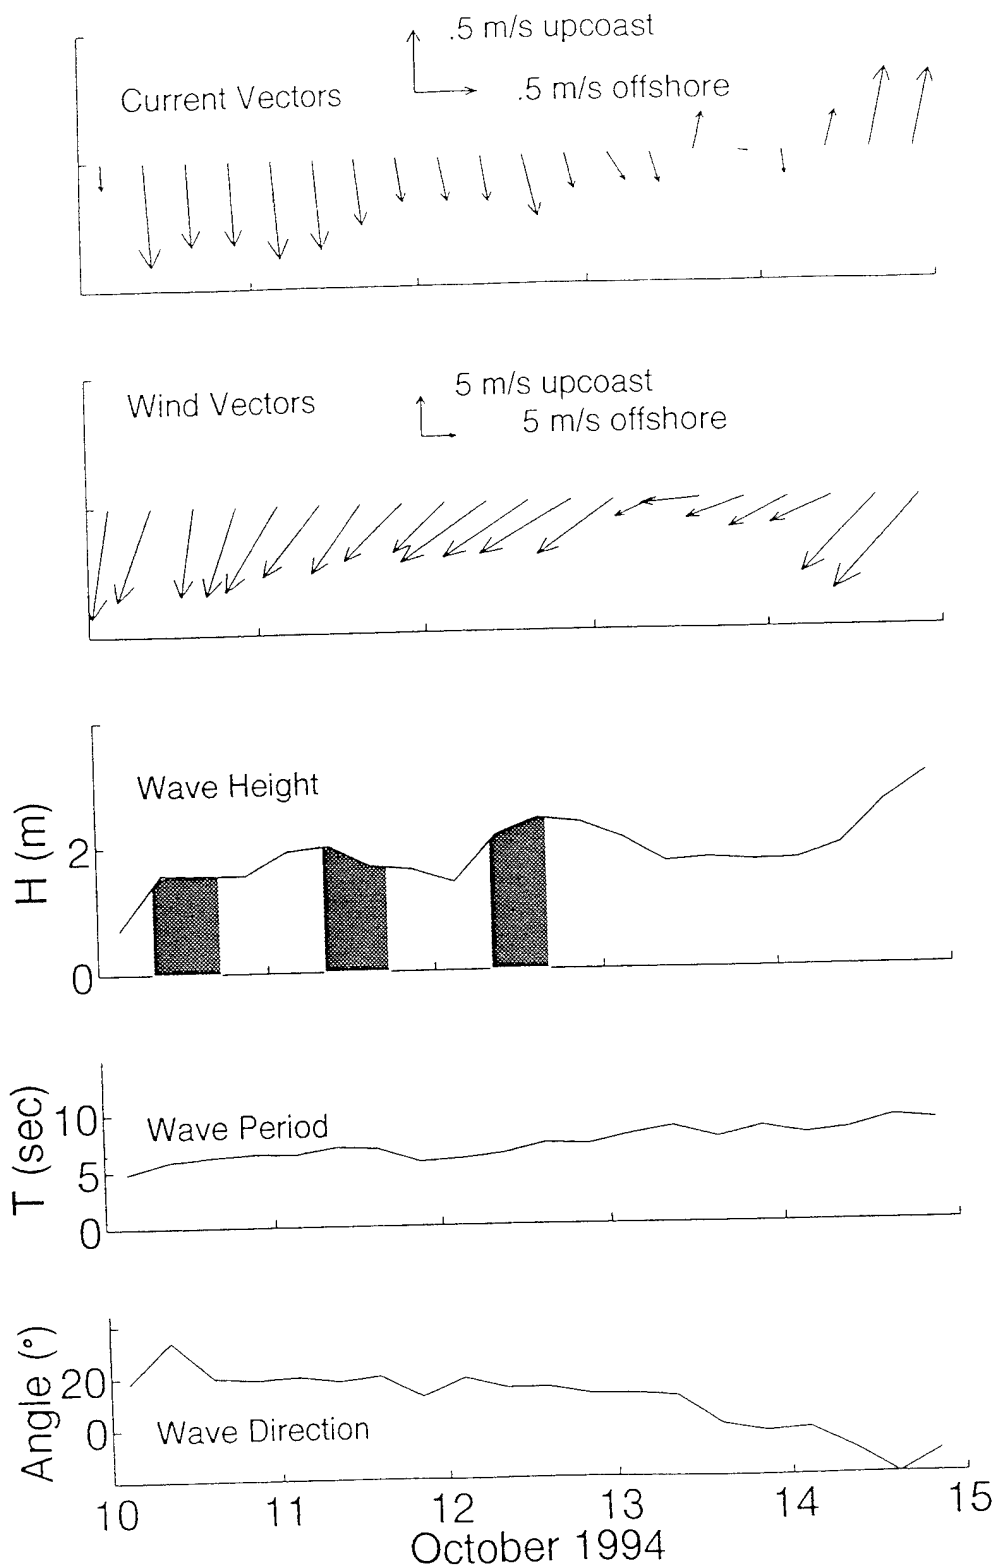 .5 m/s upcoast
.5 m/s offshore
Current Vectors
5 m/s upcoast
5 m/s offshore
Wind Vectors
Wave Height
H (m)
2
0
Wave Period
T (sec)
10
5
0
Angle (°)
20
0
Wave Direction
10 11 12 13 14 15
October 1994